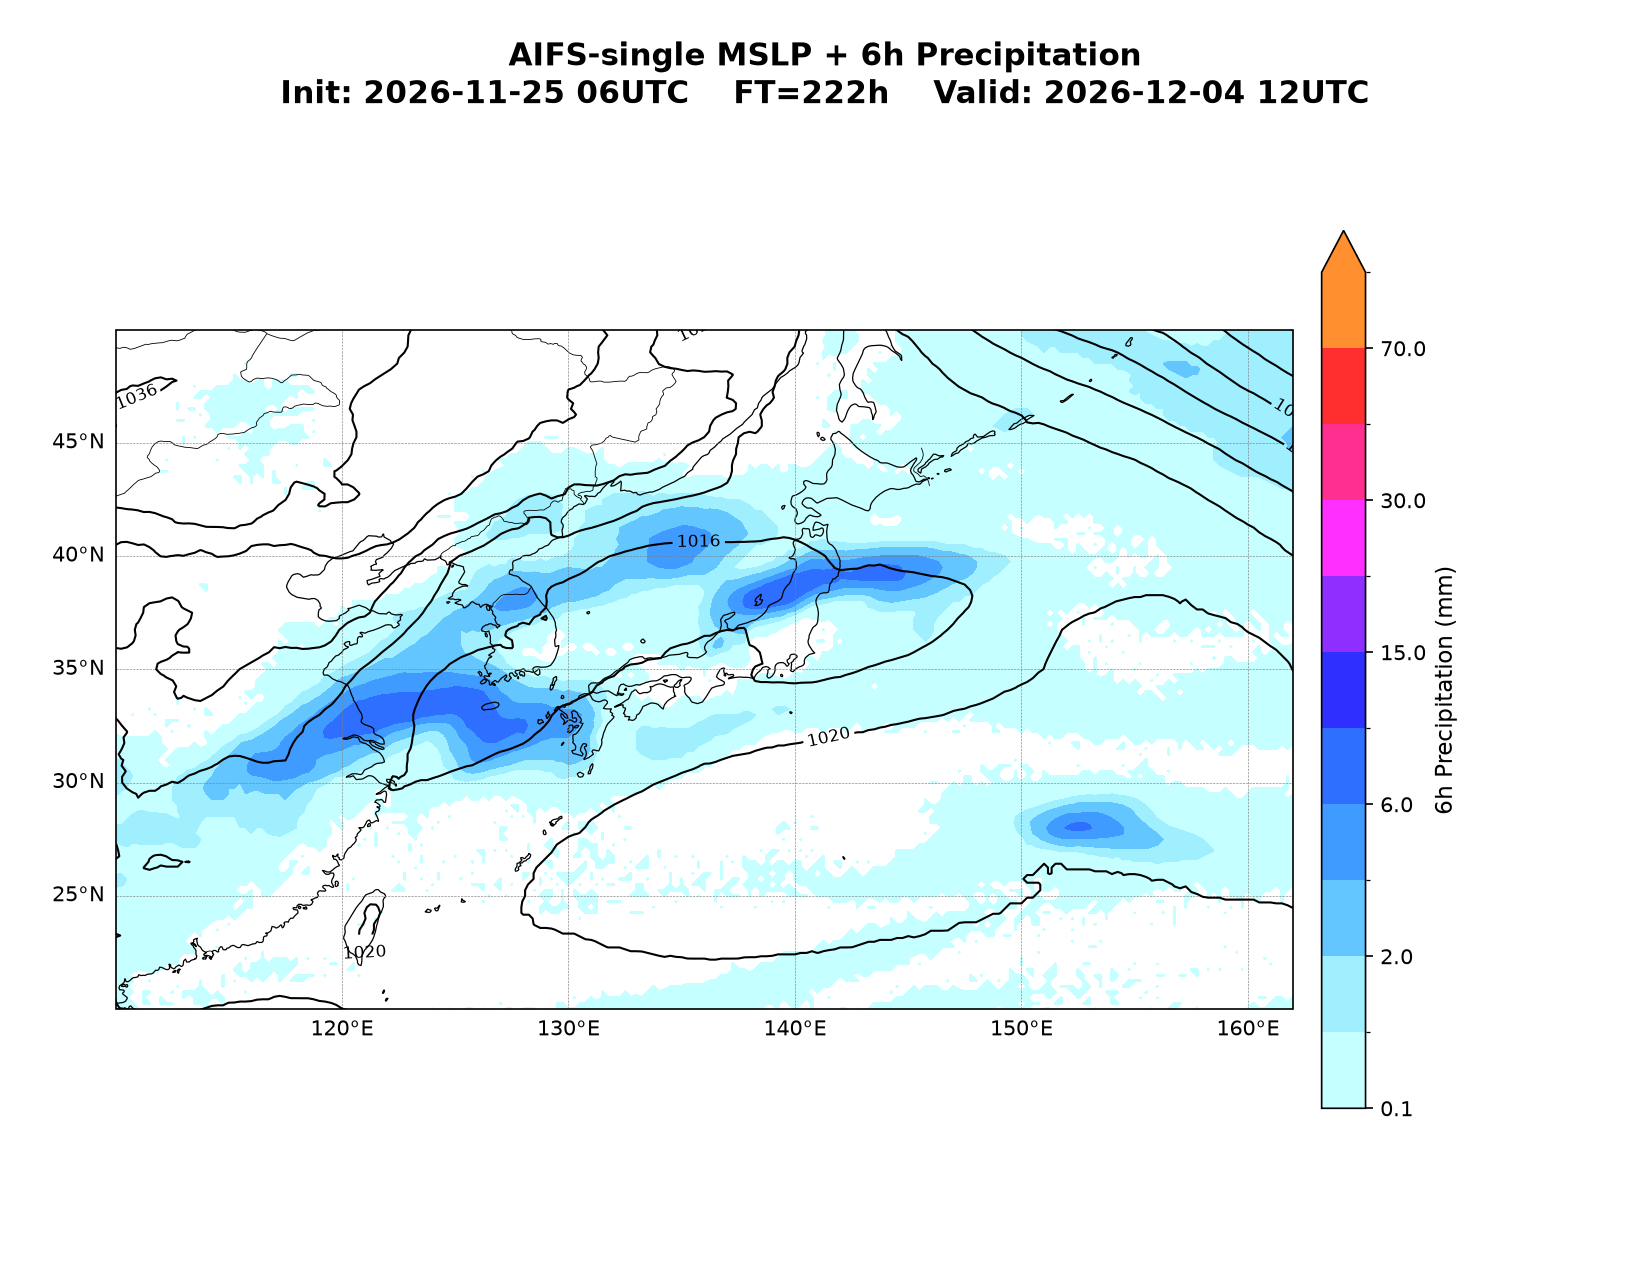 AIFS-single MSLP + 6h Precipitation
Init: 2026-11-25 06UTC    FT=222h    Valid: 2026-12-04 12UTC
1036
1016
1020
1020
45°N
40°N
35°N
30°N
25°N
120°E
130°E
140°E
150°E
160°E
70.0
30.0
15.0
6.0
2.0
0.1
6h Precipitation (mm)